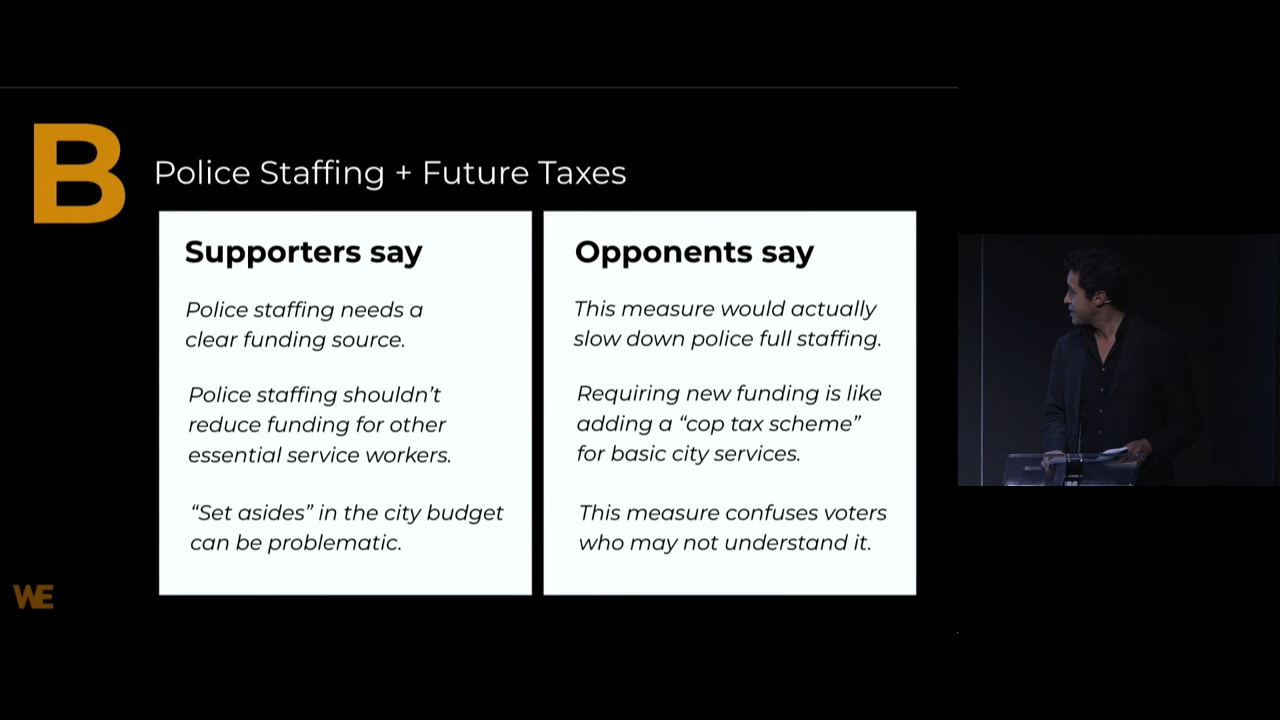 B
Police Staffing + Future Taxes
Supporters say
Police staffing needs a
clear funding source.
Police staffing shouldn’t
reduce funding for other
essential service workers.
“Set asides” in the city budget
can be problematic.
Opponents say
This measure would actually
slow down police full staffing.
Requiring new funding is like
adding a “cop tax scheme”
for basic city services.
This measure confuses voters
who may not understand it.
WE